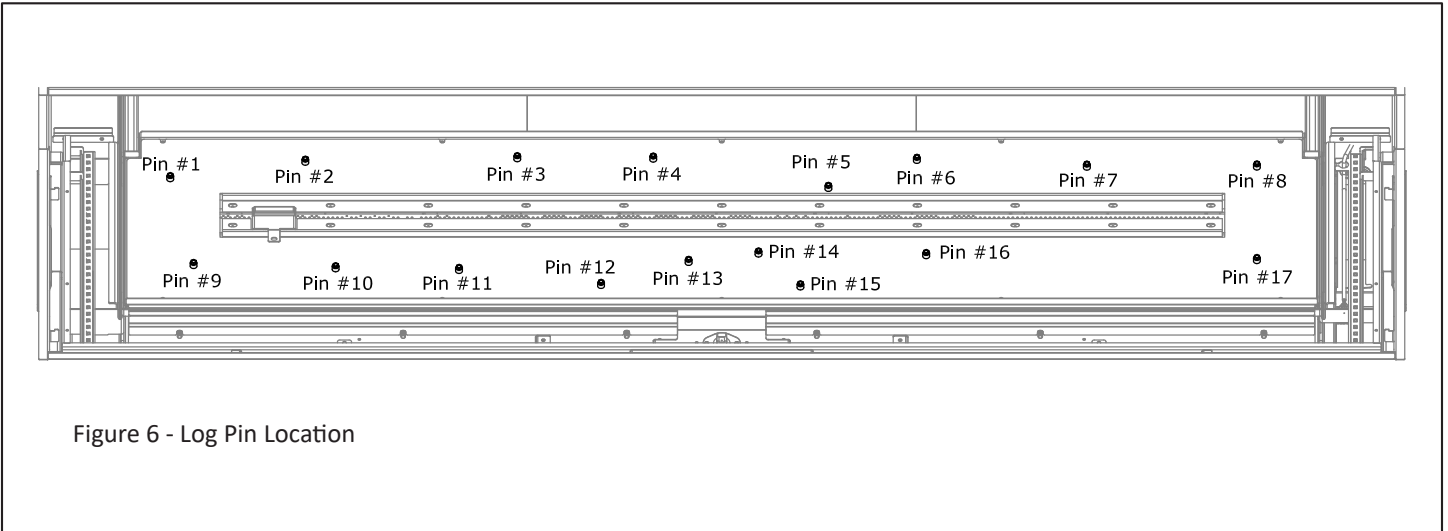 Pin #1
Pin #2
Pin #3
Pin #4
Pin #5
Pin #6
Pin #7
Pin #8
Pin #9
Pin #10
Pin #11
Pin #12
Pin #13
Pin #14
Pin #15
Pin #16
Pin #17
Figure 6 - Log Pin Location